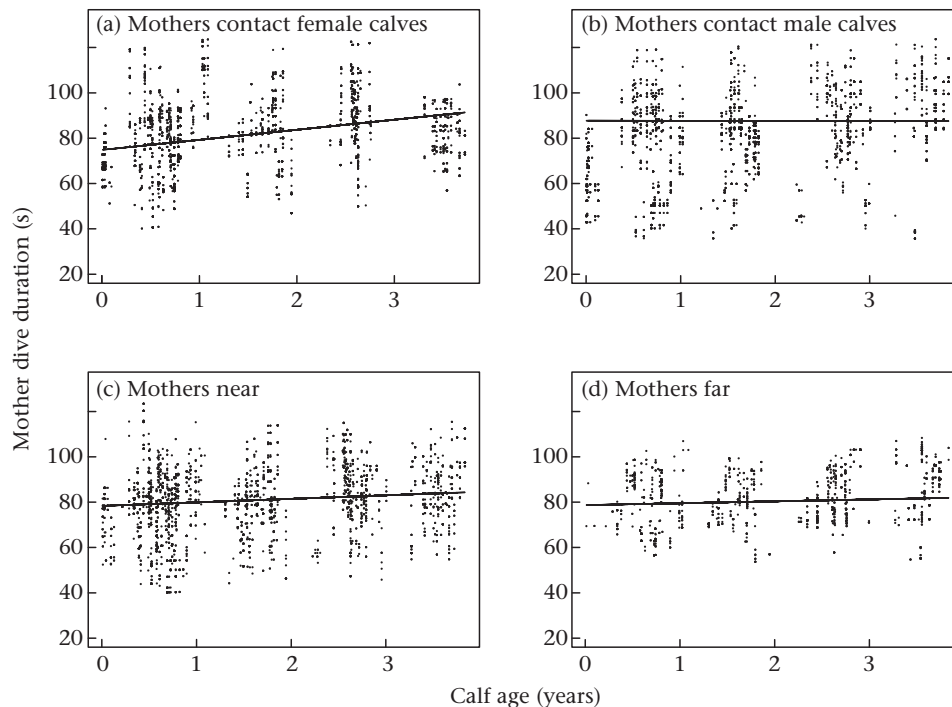 (a) Mothers contact female calves
100
80
60
40
20
0 1 2 3
(b) Mothers contact male calves
100
80
60
40
20
0 1 2 3
(c) Mothers near
100
80
60
40
20
0 1 2 3
(d) Mothers far
100
80
60
40
20
0 1 2 3
Mother dive duration (s)
Calf age (years)